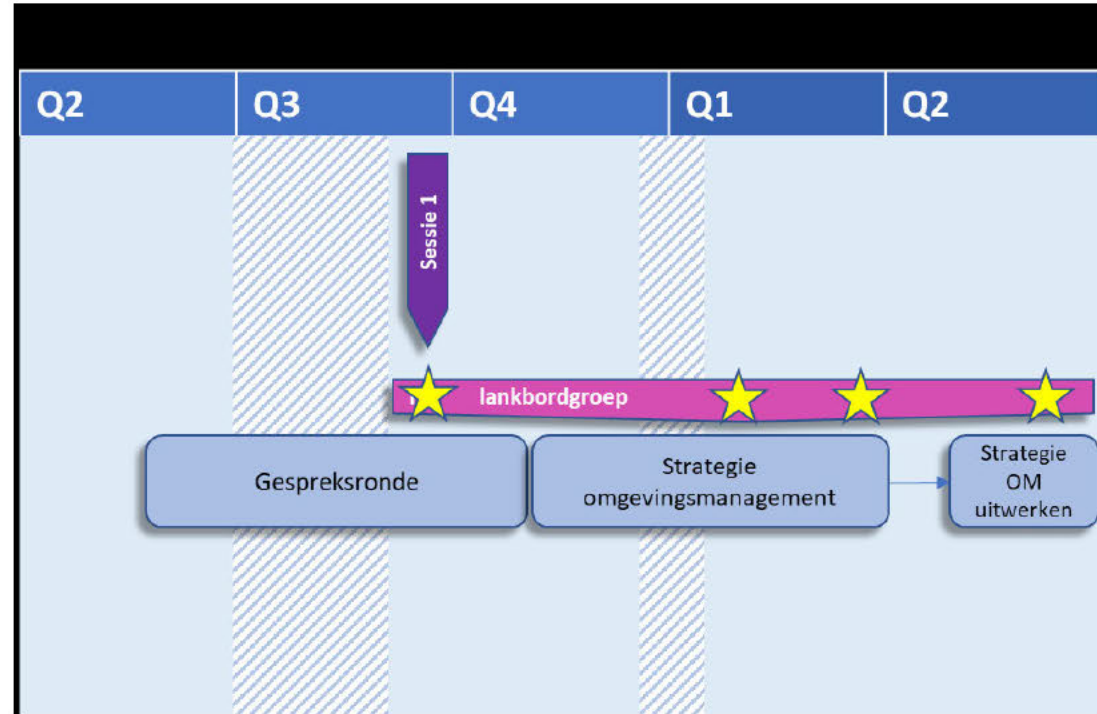 Q2 Q3 Q4 Q1 Q2
Sessie 1
lankbordgroep
Gespreksronde
Strategie
omgevingsmanagement
Strategie
OM
uitwerken